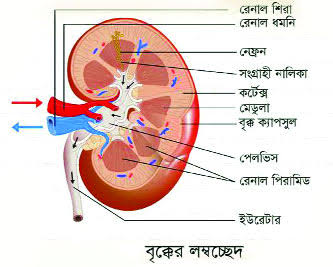 রেনাল শিরা
রেনাল ধমনি
নেফ্রন
সংগ্রাহী নালিকা
কর্টেক্স
মেডুলা
বৃক্ক ক্যাপসুল
পেলভিস
রেনাল পিরামিড
ইউরেটার
বৃক্কের লম্বচ্ছেদ